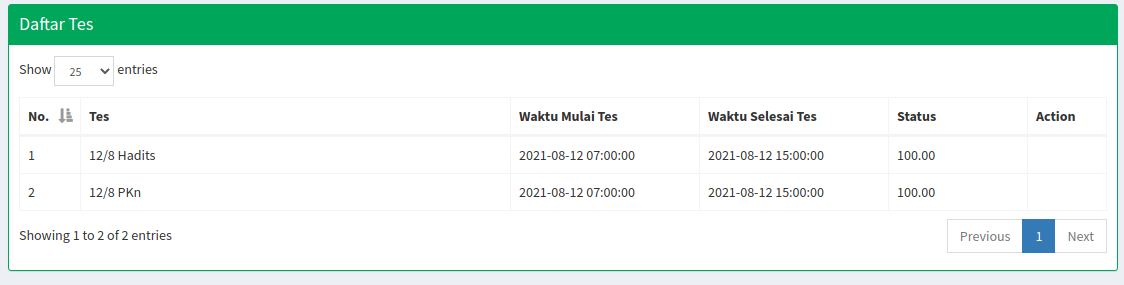 Daftar Tes
Show 25 entries
No. Tes Waktu Mulai Tes Waktu Selesai Tes Status Action
1 12/8 Hadits 2021-08-12 07:00:00 2021-08-12 15:00:00 100.00
2 12/8 PKn 2021-08-12 07:00:00 2021-08-12 15:00:00 100.00
Showing 1 to 2 of 2 entries Previous 1 Next